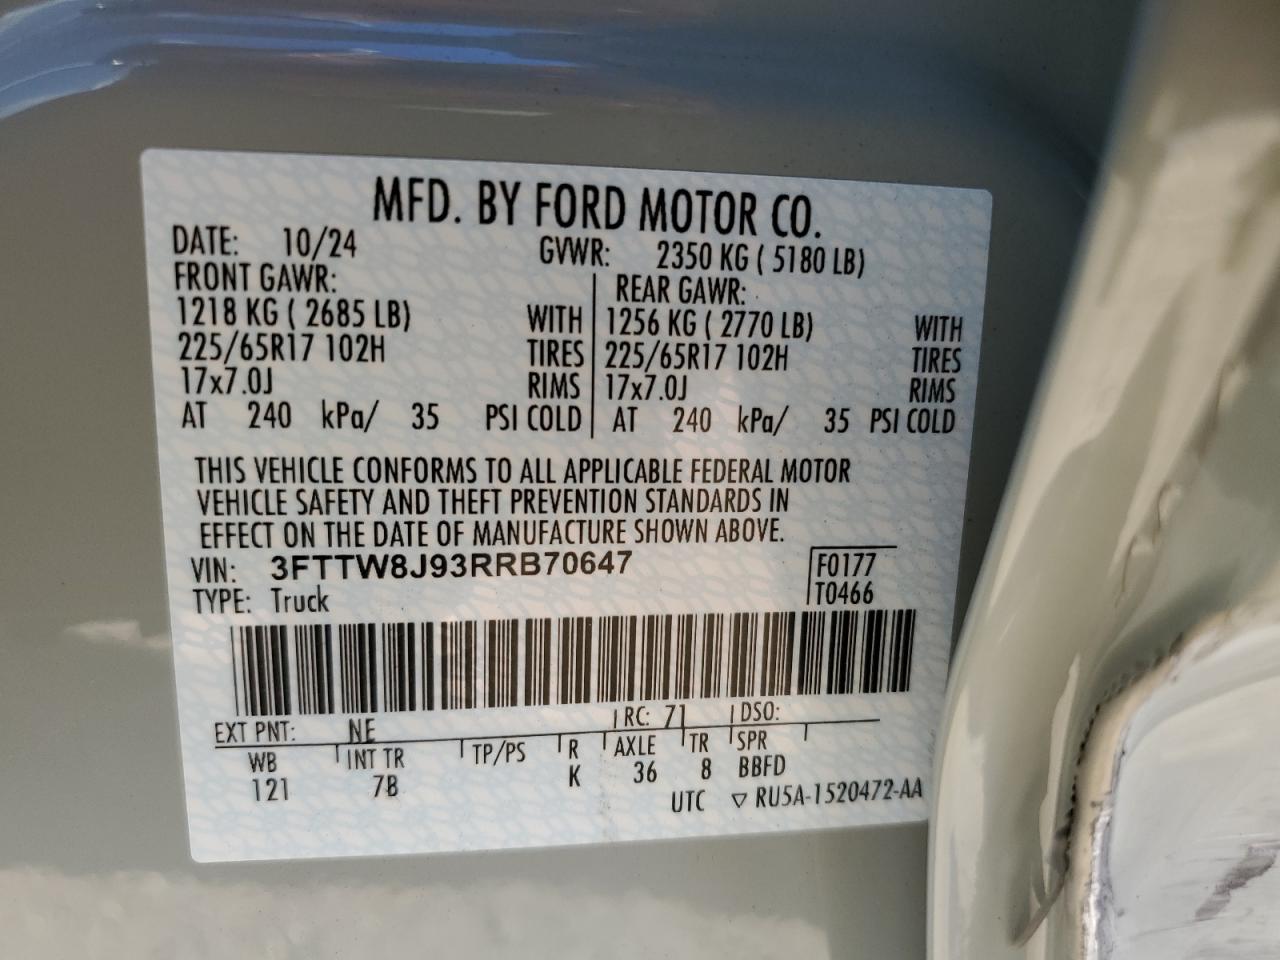 MFD. BY FORD MOTOR CO.
DATE: 10/24 GVWR: 2350 KG ( 5180 LB)
FRONT GAWR: REAR GAWR:
1218 KG ( 2685 LB) WITH 1256 KG ( 2770 LB) WITH
225/65R17 102H TIRES 225/65R17 102H TIRES
17x7.0J RIMS 17x7.0J RIMS
AT 240 kPa/ 35 PSI COLD AT 240 kPa/ 35 PSI COLD
THIS VEHICLE CONFORMS TO ALL APPLICABLE FEDERAL MOTOR
VEHICLE SAFETY AND THEFT PREVENTION STANDARDS IN
EFFECT ON THE DATE OF MANUFACTURE SHOWN ABOVE.
VIN: 3FTTW8J93RRB70647 F0177
TYPE: Truck T0466
EXT PNT: NE RC: 71 DSO:
WB INT TR TP/PS R AXLE TR SPR
121 7B K 36 8 BBFD
UTC ▽ RU5A-1520472-AA